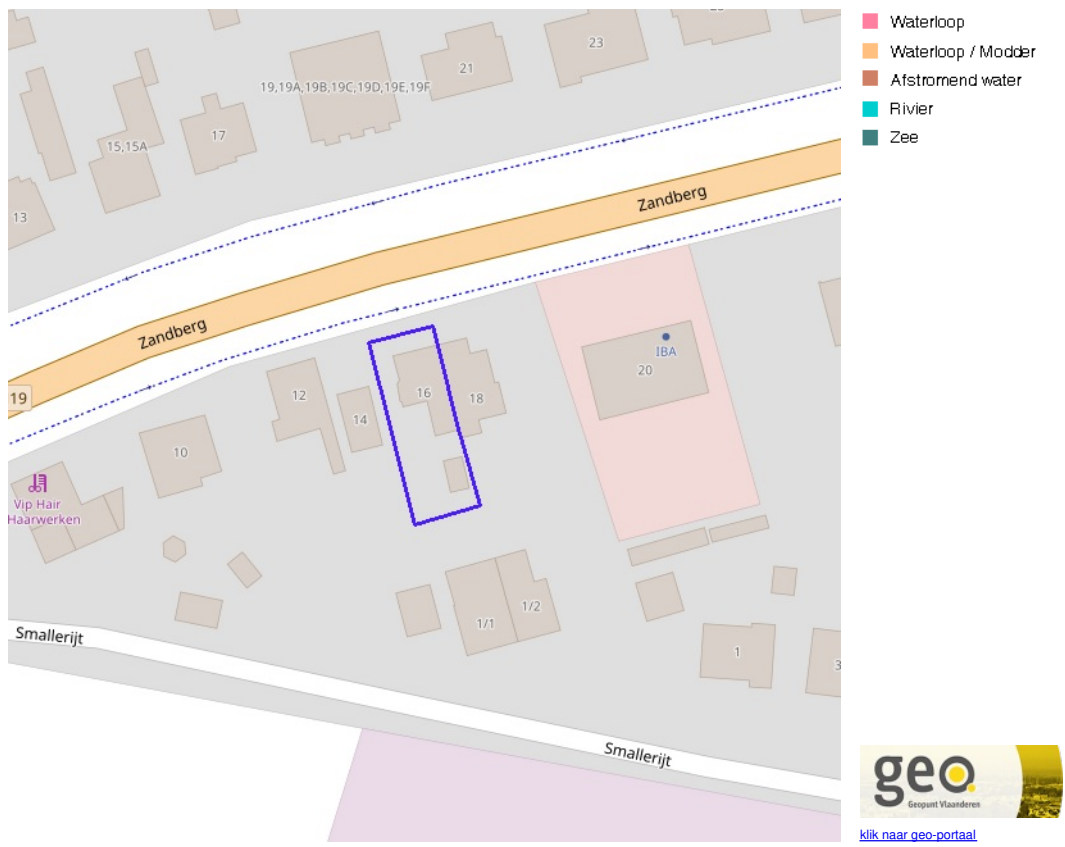 23
21
19,19A,19B,19C,19D,19E,19F
17
15,15A
13
Zandberg
Zandberg
19
IBA
20
12
16
18
14
10
Vip Hair
Haarwerken
1/2
1/1
Smallerijt
1
3
Smallerijt
Waterloop
Waterloop / Modder
Afstromend water
Rivier
Zee
geo
Geopunt Vlaanderen
klik naar geo-portaal